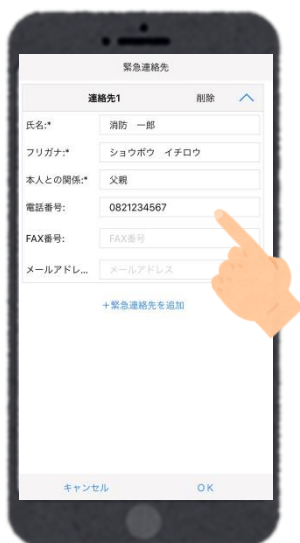 緊急連絡先
連絡先1 削除
氏名:* 消防 一郎
フリガナ:* ショウボウ イチロウ
本人との関係:* 父親
電話番号: 0821234567
FAX番号: FAX番号
メールアドレ... メールアドレス
+緊急連絡先を追加
キャンセル OK